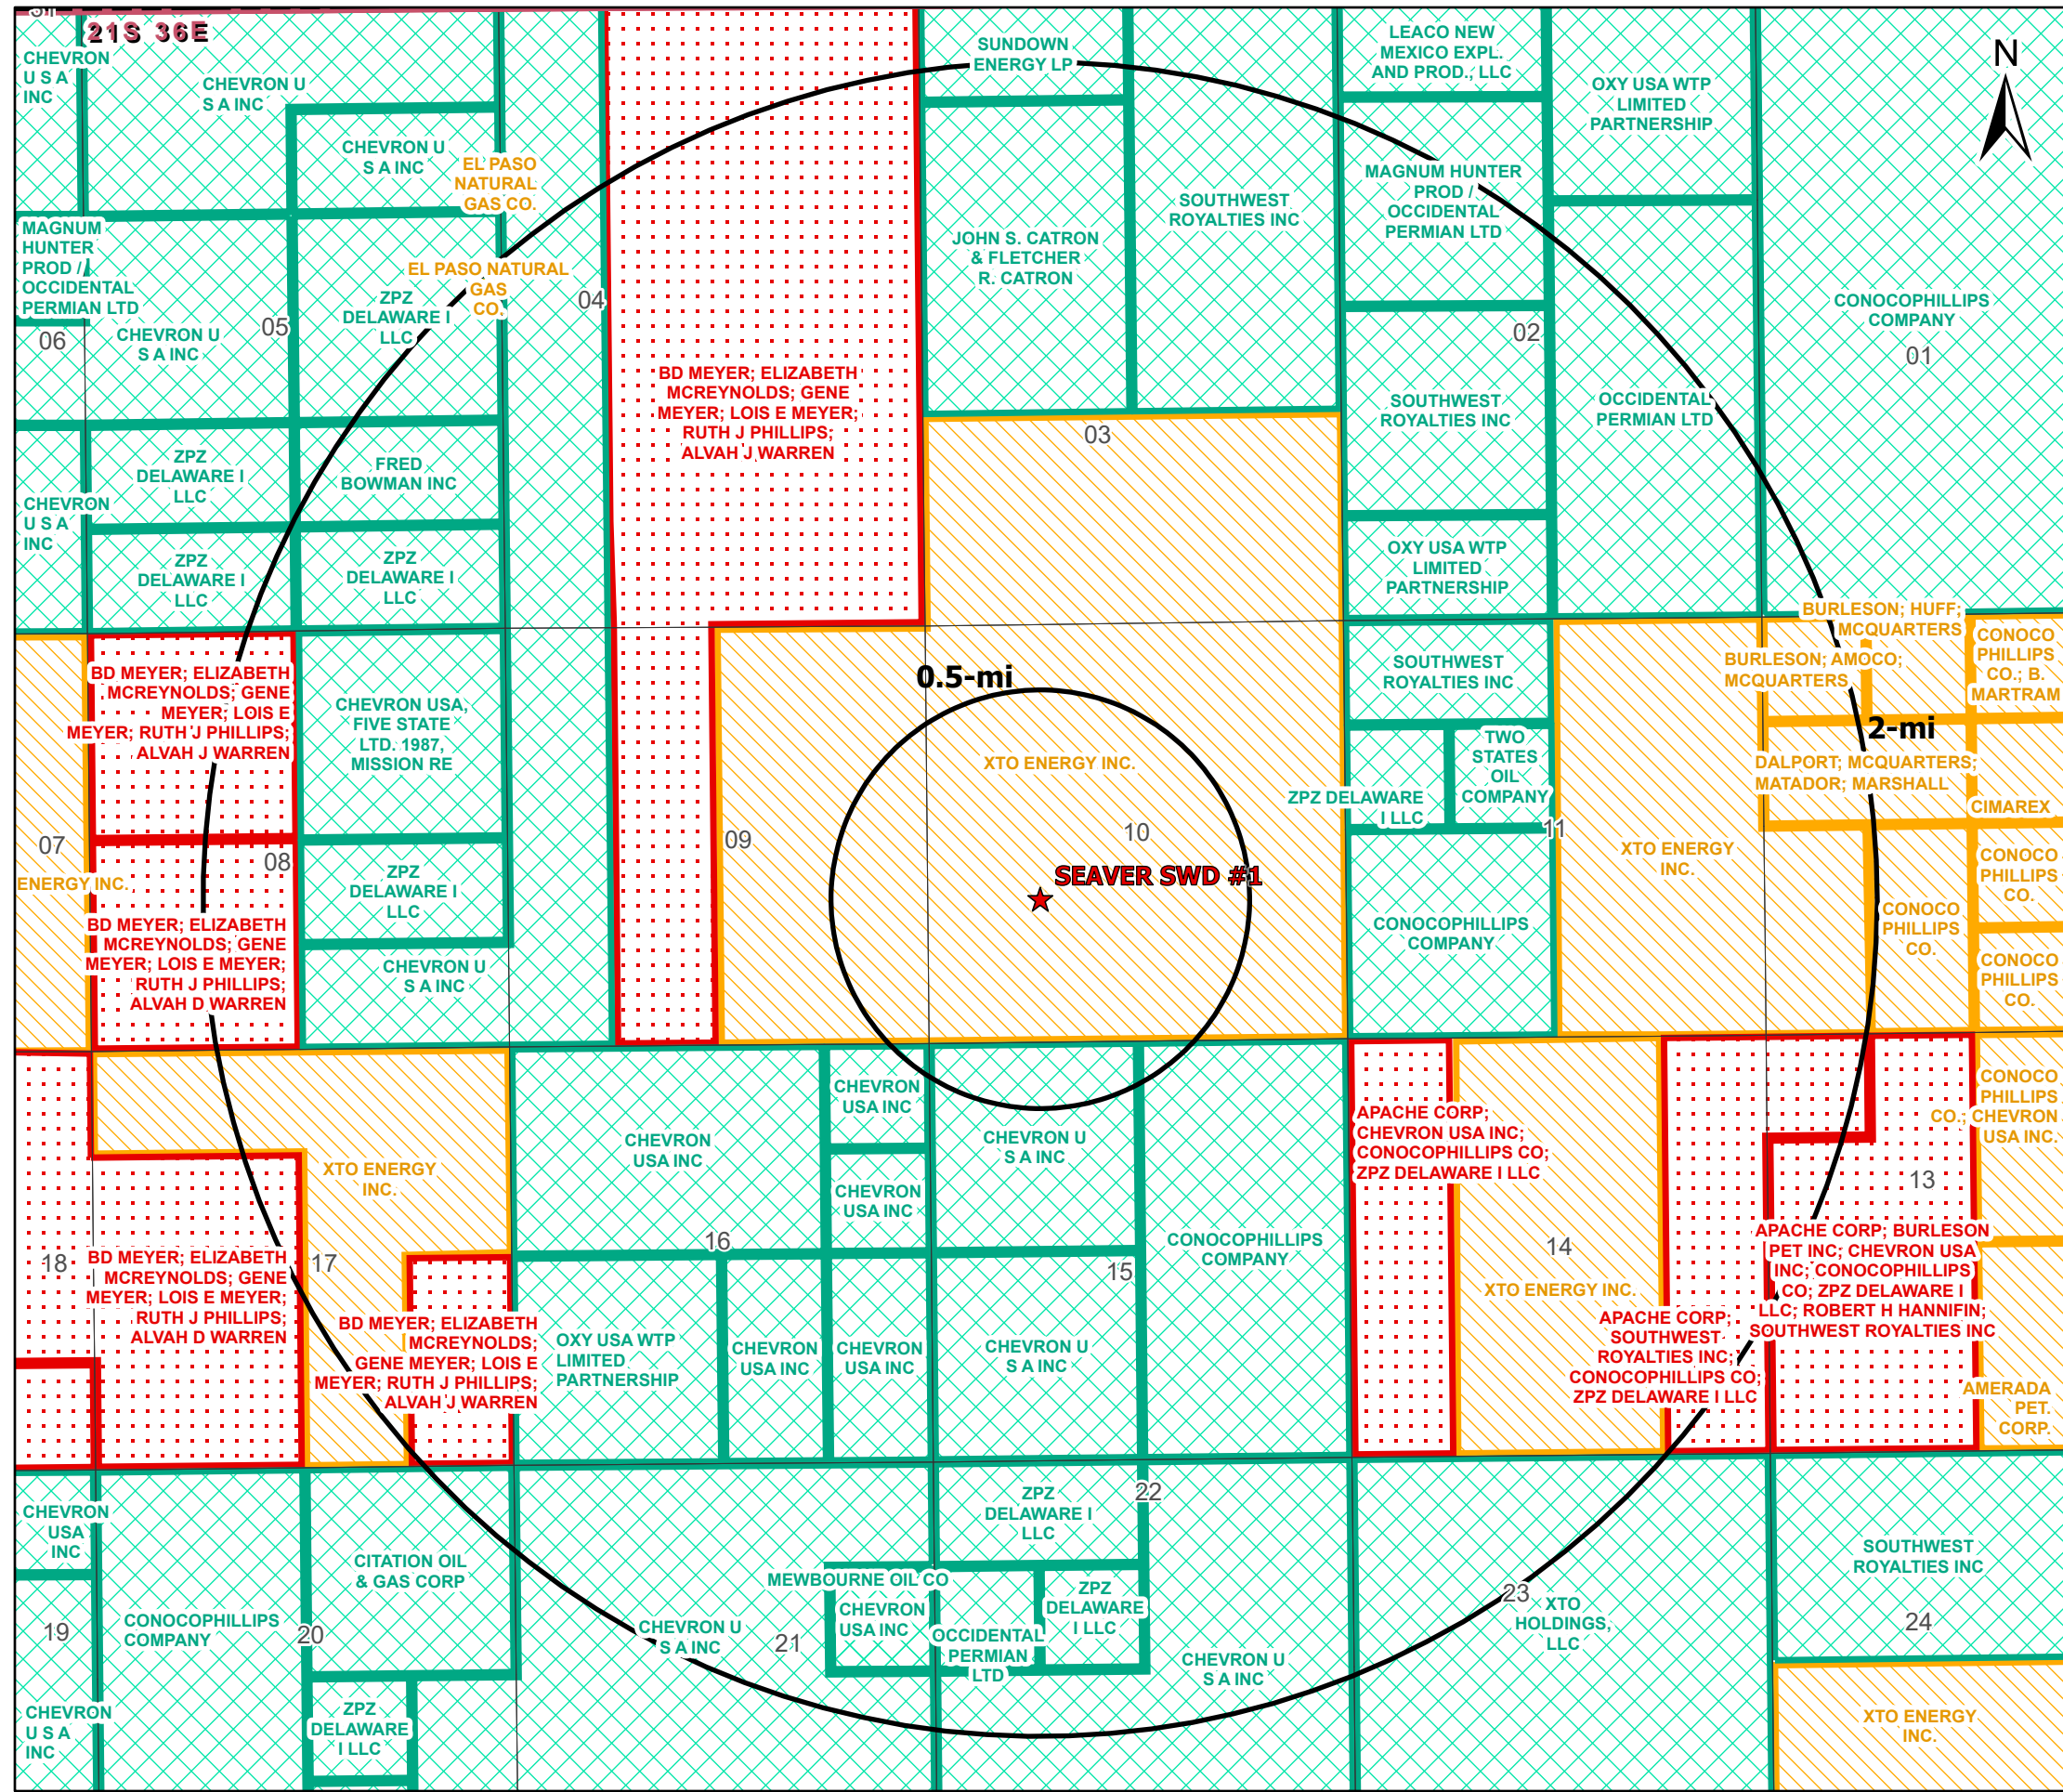 31
21S 36E
CHEVRON
U S A
INC
CHEVRON U
S A INC
CHEVRON U
S A INC
EL PASO
NATURAL
GAS CO.
SUNDOWN
ENERGY LP
LEACO NEW
MEXICO EXPL.
AND PROD., LLC
OXY USA WTP
LIMITED
PARTNERSHIP
N
MAGNUM
HUNTER
PROD /
OCCIDENTAL
PERMIAN LTD
EL PASO NATURAL
GAS
CO.
ZPZ
DELAWARE I
LLC
CHEVRON U
S A INC
06
05
04
JOHN S. CATRON
& FLETCHER
R. CATRON
SOUTHWEST
ROYALTIES INC
MAGNUM HUNTER
PROD /
OCCIDENTAL
PERMIAN LTD
CONOCOPHILLIPS
COMPANY
02
01
BD MEYER; ELIZABETH
MCREYNOLDS; GENE
MEYER; LOIS E MEYER;
RUTH J PHILLIPS;
ALVAH J WARREN
03
SOUTHWEST
ROYALTIES INC
OCCIDENTAL
PERMIAN LTD
CHEVRON
U S A
INC
ZPZ
DELAWARE I
LLC
FRED
BOWMAN INC
ZPZ
DELAWARE I
LLC
ZPZ
DELAWARE I
LLC
OXY USA WTP
LIMITED
PARTNERSHIP
BURLESON; HUFF;
MCQUARTERS
BURLESON; AMOCO;
MCQUARTERS
CONOCO
PHILLIPS
CO.; B.
MARTRAM
BD MEYER; ELIZABETH
MCREYNOLDS; GENE
MEYER; LOIS E
MEYER; RUTH J PHILLIPS;
ALVAH J WARREN
CHEVRON USA,
FIVE STATE
LTD. 1987,
MISSION RE
0.5-mi
XTO ENERGY INC.
SOUTHWEST
ROYALTIES INC
TWO
STATES
OIL
COMPANY
ZPZ DELAWARE
I LLC
2-mi
DALPORT; MCQUARTERS;
MATADOR; MARSHALL
CIMAREX
07
08
09
10
11
ENERGY INC.
ZPZ
DELAWARE I
LLC
SEAVER SWD #1
XTO ENERGY
INC.
CONOCO
PHILLIPS
CO.
BD MEYER; ELIZABETH
MCREYNOLDS; GENE
MEYER; LOIS E MEYER;
RUTH J PHILLIPS;
ALVAH D WARREN
CHEVRON U
S A INC
CONOCOPHILLIPS
COMPANY
CONOCO
PHILLIPS
CO.
CONOCO
PHILLIPS
CO.
CHEVRON
USA INC
CHEVRON
USA INC
CHEVRON U
S A INC
APACHE CORP;
CHEVRON USA INC;
CONOCOPHILLIPS CO;
ZPZ DELAWARE I LLC
CONOCO
PHILLIPS
CO.; CHEVRON
USA INC.
XTO ENERGY
INC.
CHEVRON
USA INC
13
18
17
16
15
14
BD MEYER; ELIZABETH
MCREYNOLDS; GENE
MEYER; LOIS E MEYER;
RUTH J PHILLIPS;
ALVAH D WARREN
CONOCOPHILLIPS
COMPANY
XTO ENERGY INC.
APACHE CORP; BURLESON
PET INC; CHEVRON USA
INC; CONOCOPHILLIPS
CO; ZPZ DELAWARE I
LLC; ROBERT H HANNIFIN;
SOUTHWEST ROYALTIES INC
BD MEYER; ELIZABETH
MCREYNOLDS;
GENE MEYER; LOIS E
MEYER; RUTH J PHILLIPS;
ALVAH J WARREN
OXY USA WTP
LIMITED
PARTNERSHIP
CHEVRON
USA INC
CHEVRON
USA INC
CHEVRON U
S A INC
APACHE CORP;
SOUTHWEST
ROYALTIES INC;
CONOCOPHILLIPS CO;
ZPZ DELAWARE I LLC
AMERADA
PET.
CORP.
CHEVRON
USA
INC
CITATION OIL
& GAS CORP
ZPZ
DELAWARE I
LLC
22
SOUTHWEST
ROYALTIES INC
MEWBOURNE OIL CO
CHEVRON
USA INC
ZPZ
DELAWARE
I LLC
OCCIDENTAL
PERMIAN
LTD
19
CONOCOPHILLIPS
COMPANY
20
CHEVRON U
S A INC
21
CHEVRON U
S A INC
23
XTO
HOLDINGS,
LLC
24
CHEVRON
U S A
INC
ZPZ
DELAWARE
I LLC
XTO ENERGY
INC.